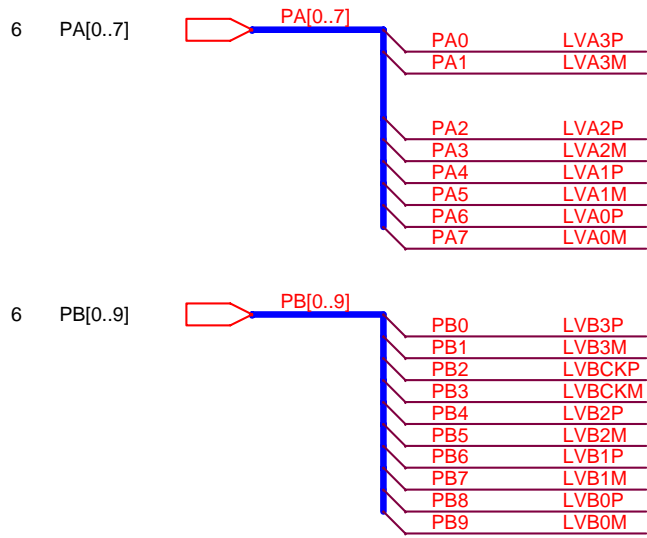 6 PA[0..7] PA[0..7]
PA0 LVA3P
PA1 LVA3M
PA2 LVA2P
PA3 LVA2M
PA4 LVA1P
PA5 LVA1M
PA6 LVA0P
PA7 LVA0M
6 PB[0..9] PB[0..9]
PB0 LVB3P
PB1 LVB3M
PB2 LVBCKP
PB3 LVBCKM
PB4 LVB2P
PB5 LVB2M
PB6 LVB1P
PB7 LVB1M
PB8 LVB0P
PB9 LVB0M